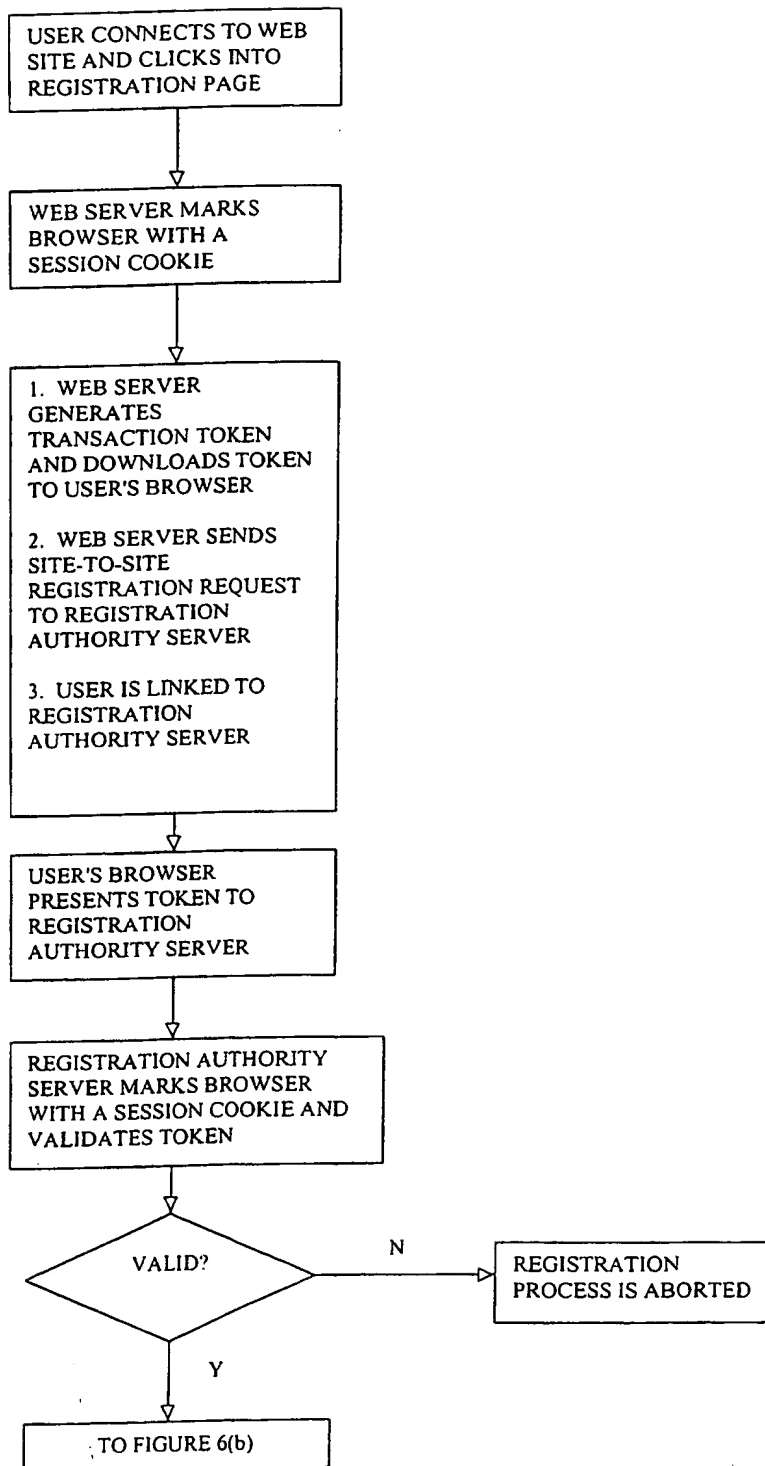 USER CONNECTS TO WEB
SITE AND CLICKS INTO
REGISTRATION PAGE
WEB SERVER MARKS
BROWSER WITH A
SESSION COOKIE
1. WEB SERVER
GENERATES
TRANSACTION TOKEN
AND DOWNLOADS TOKEN
TO USER'S BROWSER
2. WEB SERVER SENDS
SITE-TO-SITE
REGISTRATION REQUEST
TO REGISTRATION
AUTHORITY SERVER
3. USER IS LINKED TO
REGISTRATION
AUTHORITY SERVER
USER'S BROWSER
PRESENTS TOKEN TO
REGISTRATION
AUTHORITY SERVER
REGISTRATION AUTHORITY
SERVER MARKS BROWSER
WITH A SESSION COOKIE AND
VALIDATES TOKEN
VALID?
N
REGISTRATION
PROCESS IS ABORTED
Y
TO FIGURE 6(b)